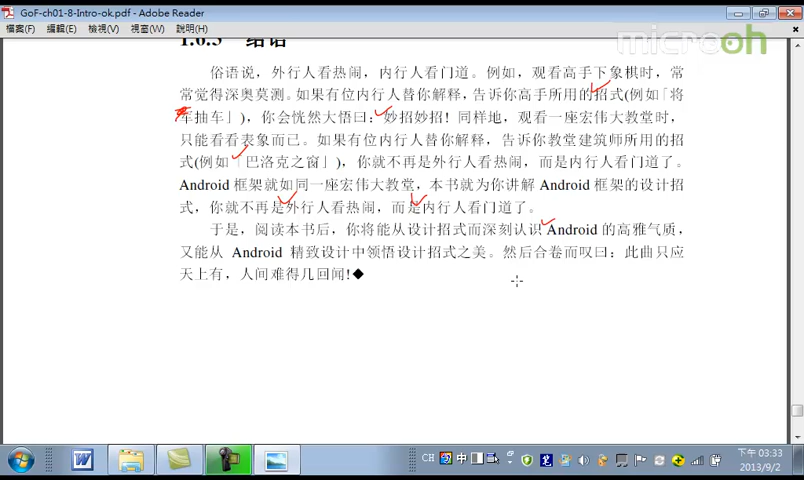 GoF-ch01-8-Intro-ok.pdf - Adobe Reader
檔案(F) 編輯(E) 檢視(V) 視窗(W) 說明(H)
microoh
1.6.5 结语
俗语说，外行人看热闹，内行人看门道。例如，观看高手下象棋时，常
常觉得深奥莫测。如果有位内行人替你解释，告诉你高手所用的招式(例如「将
军抽车」)，你会恍然大悟曰：妙招妙招！同样地，观看一座宏伟大教堂时，
只能看看表象而已。如果有位内行人替你解释，告诉你教堂建筑师所用的招
式(例如「巴洛克之窗」)，你就不再是外行人看热闹，而是内行人看门道了。
Android 框架就如同一座宏伟大教堂，本书就为你讲解 Android 框架的设计招
式，你就不再是外行人看热闹，而是内行人看门道了。
于是，阅读本书后，你将能从设计招式而深刻认识 Android 的高雅气质，
又能从 Android 精致设计中领悟设计招式之美。然后合卷而叹曰：此曲只应
天上有，人间难得几回闻!◆
CH 中
下午 03:33
2013/9/2